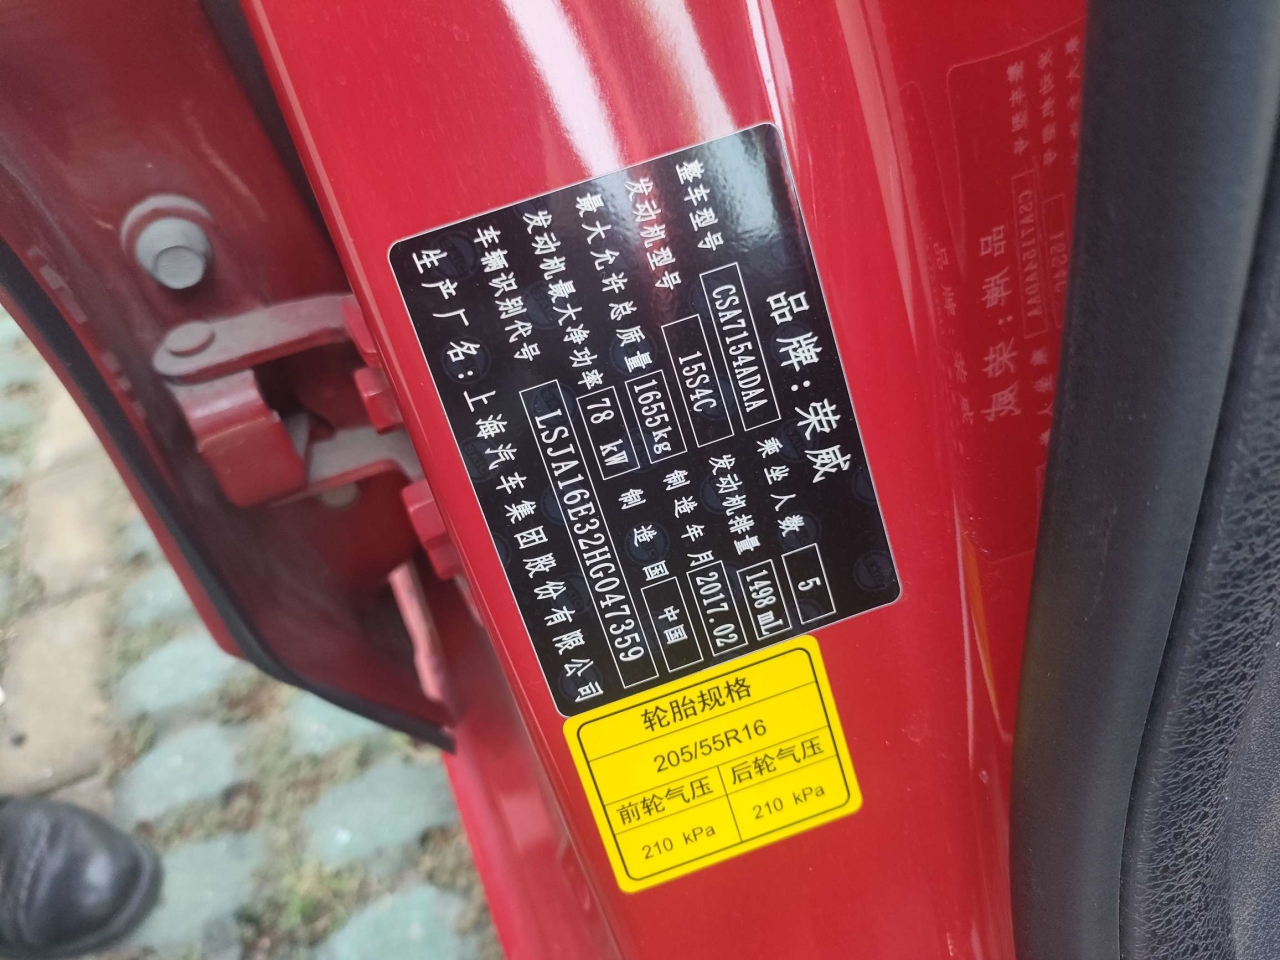 品牌:荣威
整车型号 CSA7154ADAA 乘坐人数 5
发动机型号 15S4C 发动机排量 1498 mL
最大允许总质量 1655kg 制造年月 2017.02
发动机最大净功率 78 kW 制造国 中国
车辆识别代号 LSJA16E32HG047359
生产厂名:上海汽车集团股份有限公司
轮胎规格
205/55R16
前轮气压 后轮气压
210 kPa 210 kPa